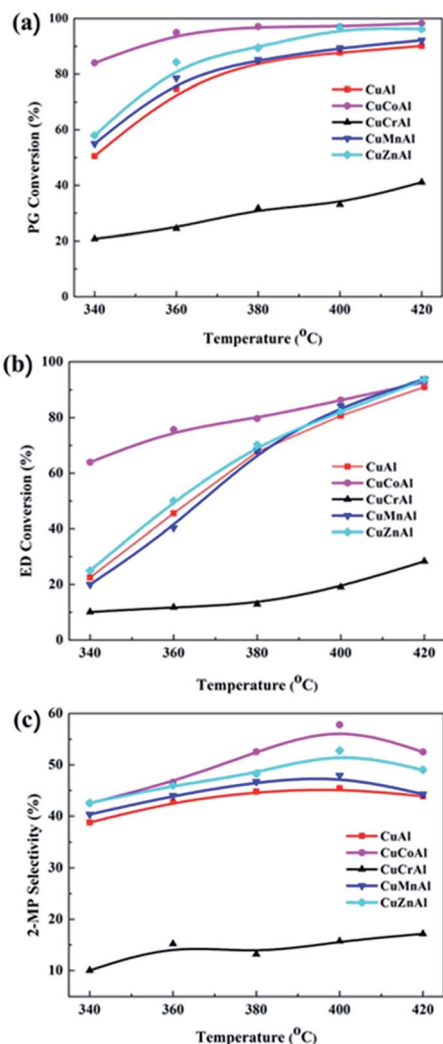 (a)
PG Conversion (%)
100
80
60
40
20
0
CuAl
CuCoAl
CuCrAl
CuMnAl
CuZnAl
340 360 380 400 420
Temperature (°C)
(b)
ED Conversion (%)
100
80
60
40
20
0
CuAl
CuCoAl
CuCrAl
CuMnAl
CuZnAl
340 360 380 400 420
Temperature (°C)
(c)
2-MP Selectivity (%)
60
50
40
30
20
10
CuAl
CuCoAl
CuCrAl
CuMnAl
CuZnAl
340 360 380 400 420
Temperature (°C)